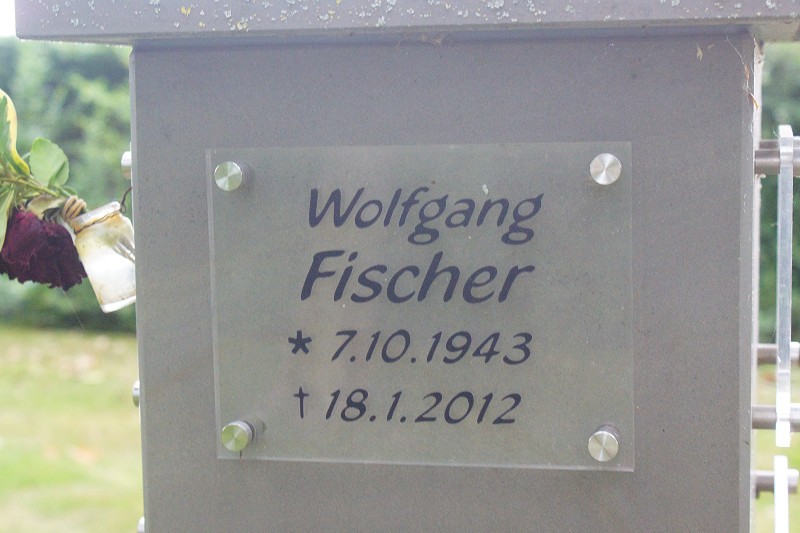 Wolfgang
Fischer
* 7.10.1943
† 18.1.2012